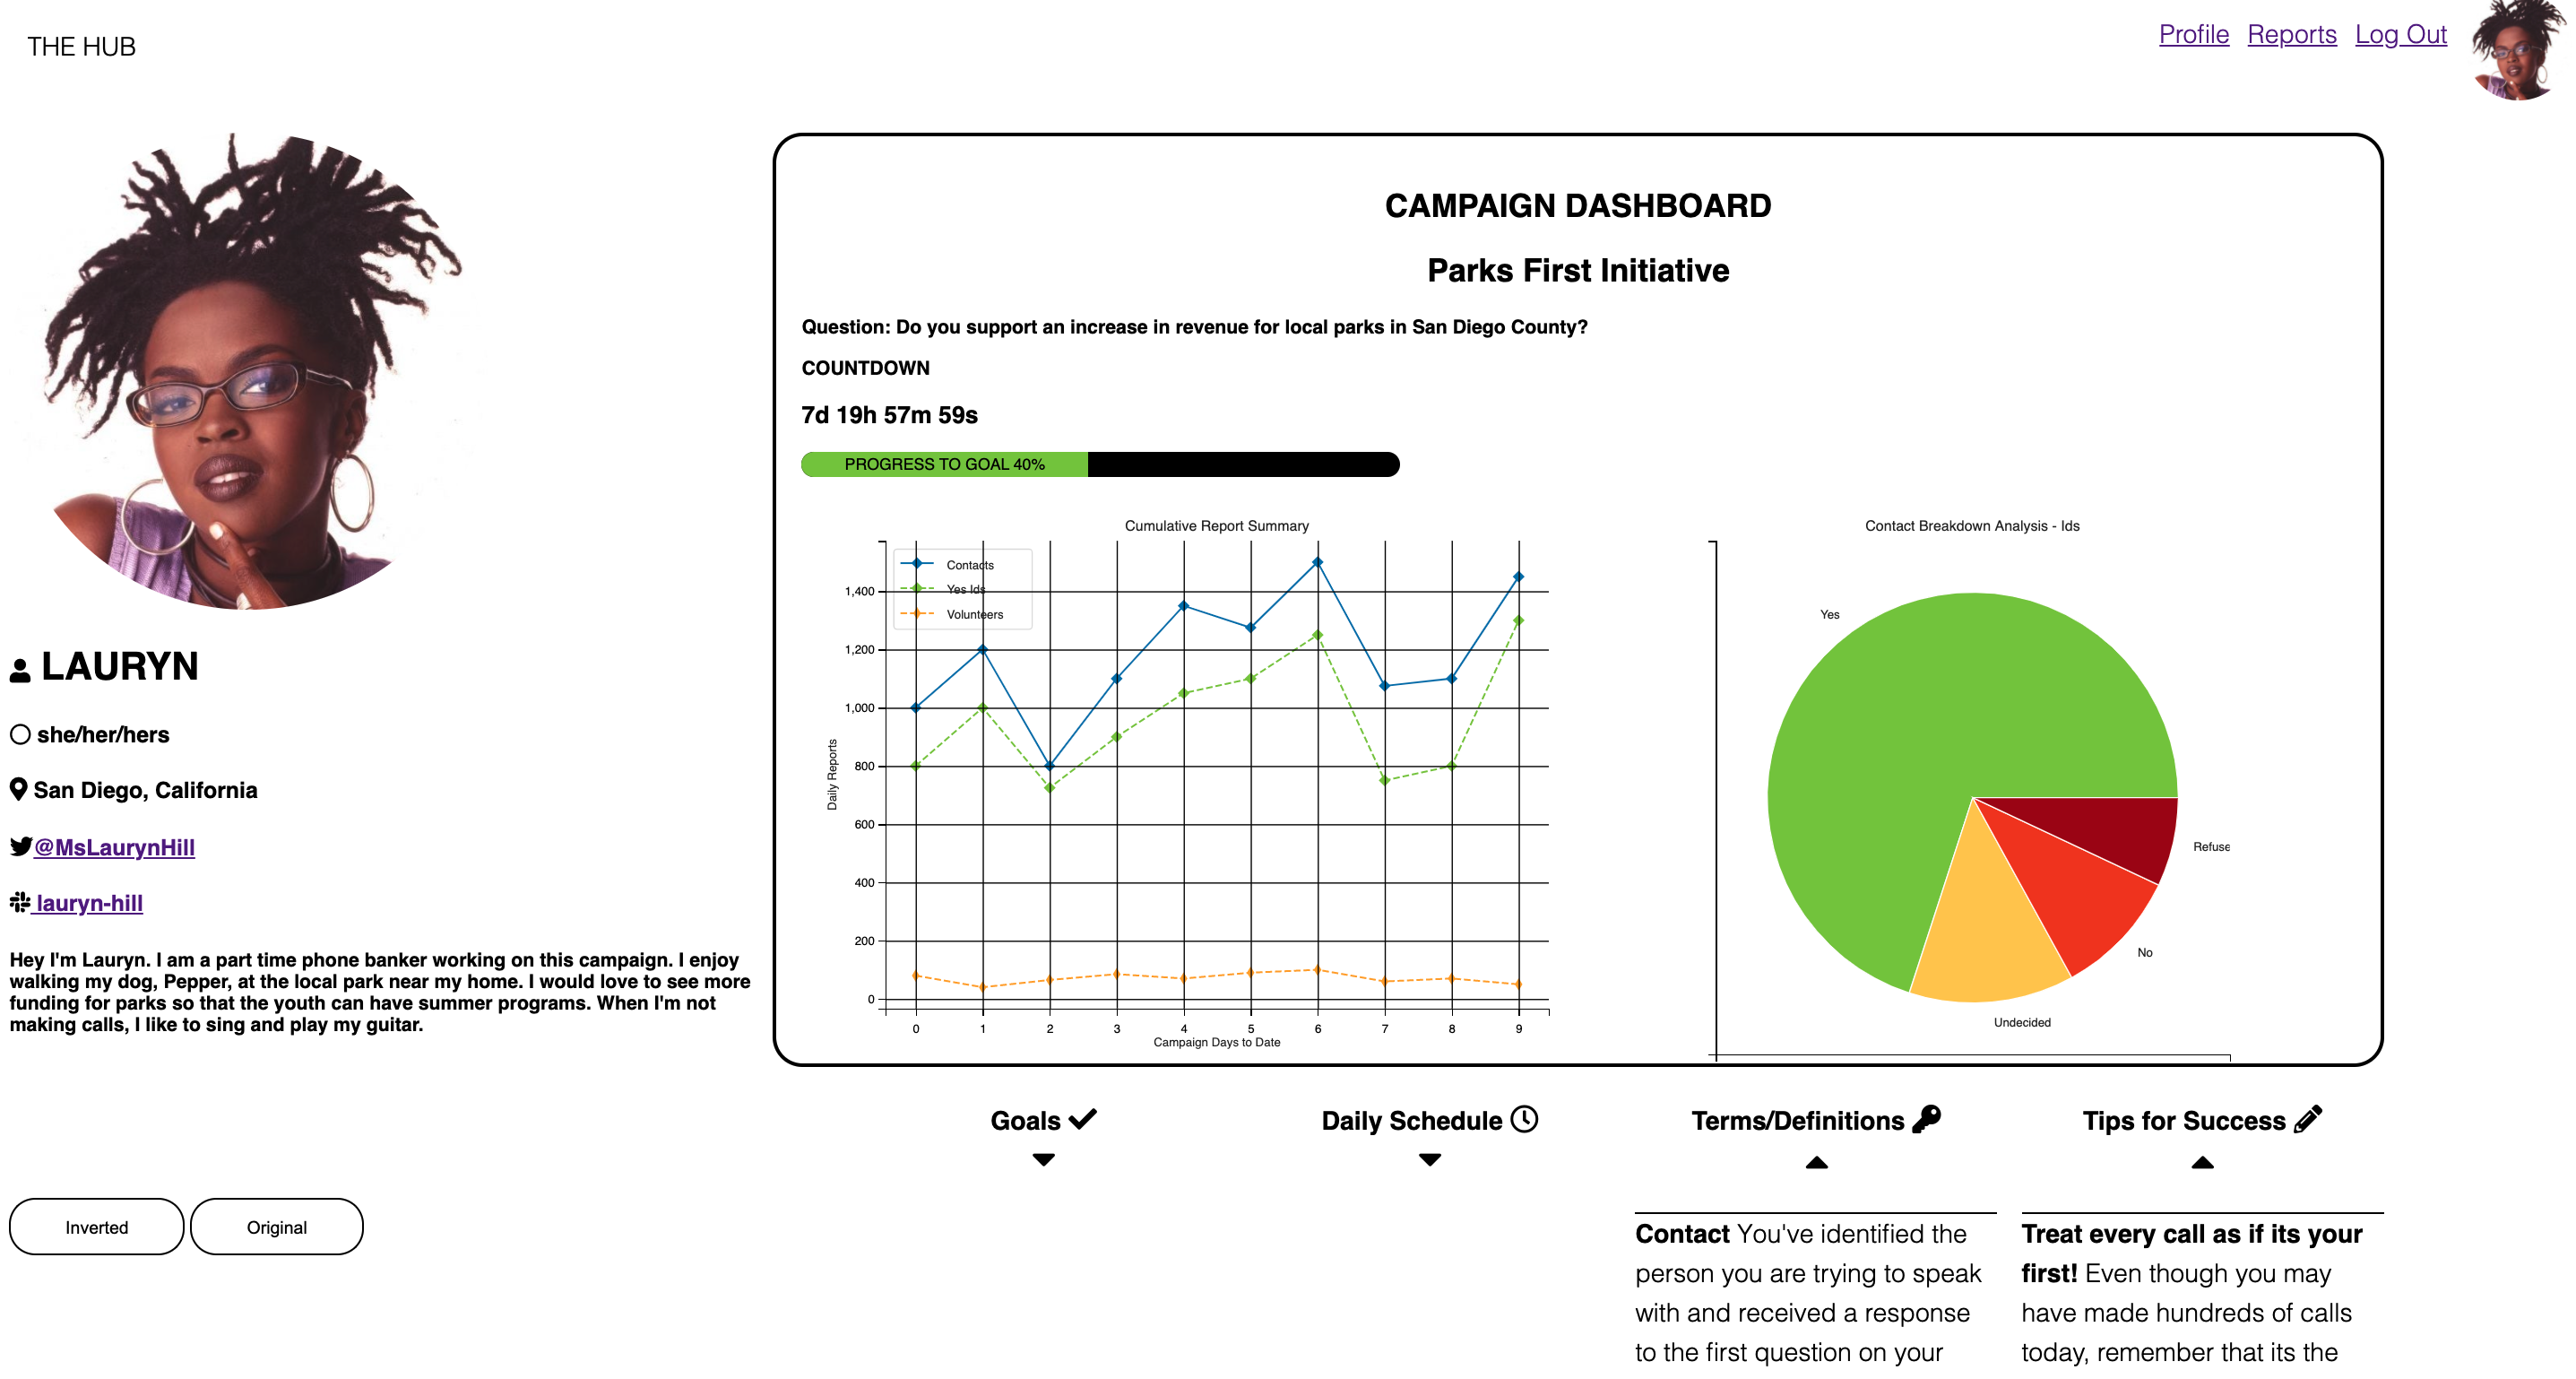 THE HUB
Profile Reports Log Out
LAURYN
she/her/hers
San Diego, California
@MsLaurynHill
lauryn-hill
Hey I'm Lauryn. I am a part time phone banker working on this campaign. I enjoy
walking my dog, Pepper, at the local park near my home. I would love to see more
funding for parks so that the youth can have summer programs. When I'm not
making calls, I like to sing and play my guitar.
Inverted Original
CAMPAIGN DASHBOARD
Parks First Initiative
Question: Do you support an increase in revenue for local parks in San Diego County?
COUNTDOWN
7d 19h 57m 59s
PROGRESS TO GOAL 40%
Cumulative Report Summary
Contacts
Yes Ids
Volunteers
1,400
1,200
1,000
800
600
400
200
0
Daily Reports
0 1 2 3 4 5 6 7 8 9
Campaign Days to Date
Contact Breakdown Analysis - Ids
Yes
Refuse
No
Undecided
Goals
Daily Schedule
Terms/Definitions
Contact You've identified the
person you are trying to speak
with and received a response
to the first question on your
Tips for Success
Treat every call as if its your
first! Even though you may
have made hundreds of calls
today, remember that its the